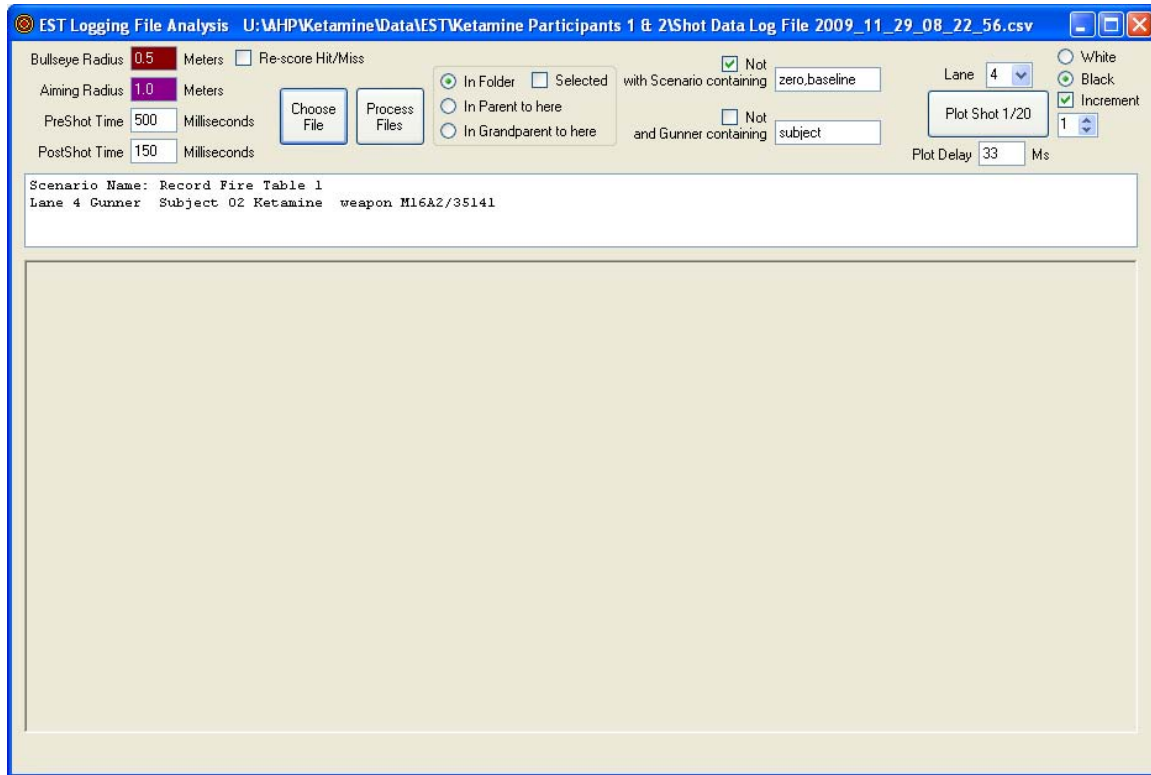 EST Logging File Analysis U:\AHP\Ketamine\Data\EST\Ketamine Participants 1 & 2\Shot Data Log File 2009_11_29_08_22_56.csv
Bullseye Radius 0.5 Meters Re-score Hit/Miss
Aiming Radius 1.0 Meters
PreShot Time 500 Milliseconds
PostShot Time 150 Milliseconds
Choose
File
Process
Files
In Folder Selected
In Parent to here
In Grandparent to here
Not
with Scenario containing zero,baseline
Not
and Gunner containing subject
Lane 4
Plot Shot 1/20
Plot Delay 33 Ms
White
Black
Increment
1
Scenario Name: Record Fire Table 1
Lane 4 Gunner Subject 02 Ketamine weapon M16A2/35141